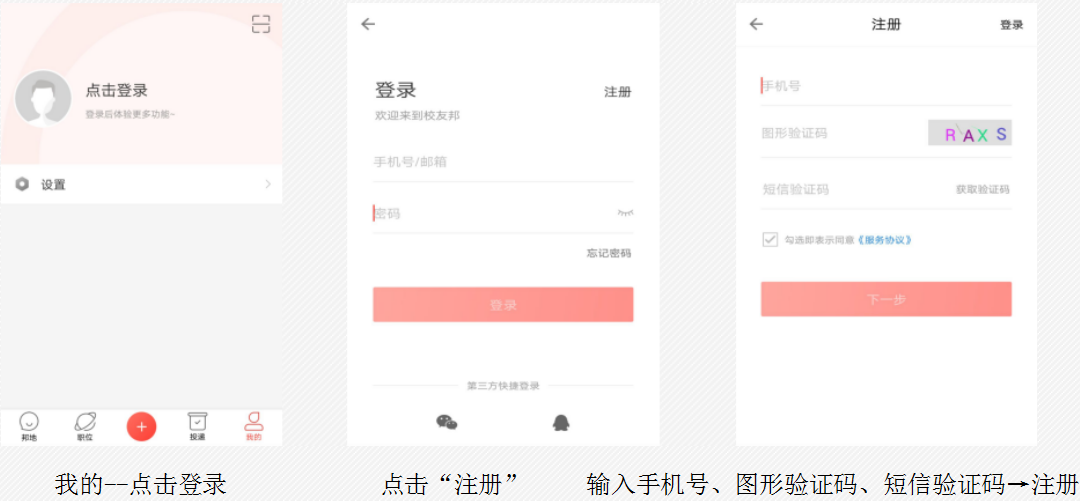 点击登录
登录后体验更多功能~
设置
邦地
职位
投递
我的
我的--点击登录
登录
注册
欢迎来到校友邦
手机号/邮箱
密码
忘记密码
登录
第三方快捷登录
点击“注册”
注册
登录
手机号
图形验证码
RAXS
短信验证码
获取验证码
勾选即表示同意《服务协议》
下一步
输入手机号、图形验证码、短信验证码→注册